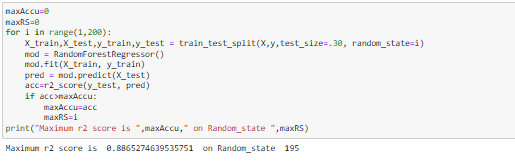 maxAccu=0
maxRS=0
for i in range(1,200):
    X_train,X_test,y_train,y_test = train_test_split(X,y,test_size=.30, random_state=i)
    mod = RandomForestRegressor()
    mod.fit(X_train, y_train)
    pred = mod.predict(X_test)
    acc=r2_score(y_test, pred)
    if acc>maxAccu:
        maxAccu=acc
        maxRS=i
print("Maximum r2 score is ",maxAccu," on Random_state ",maxRS)
Maximum r2 score is  0.8865274639535751  on Random_state  195